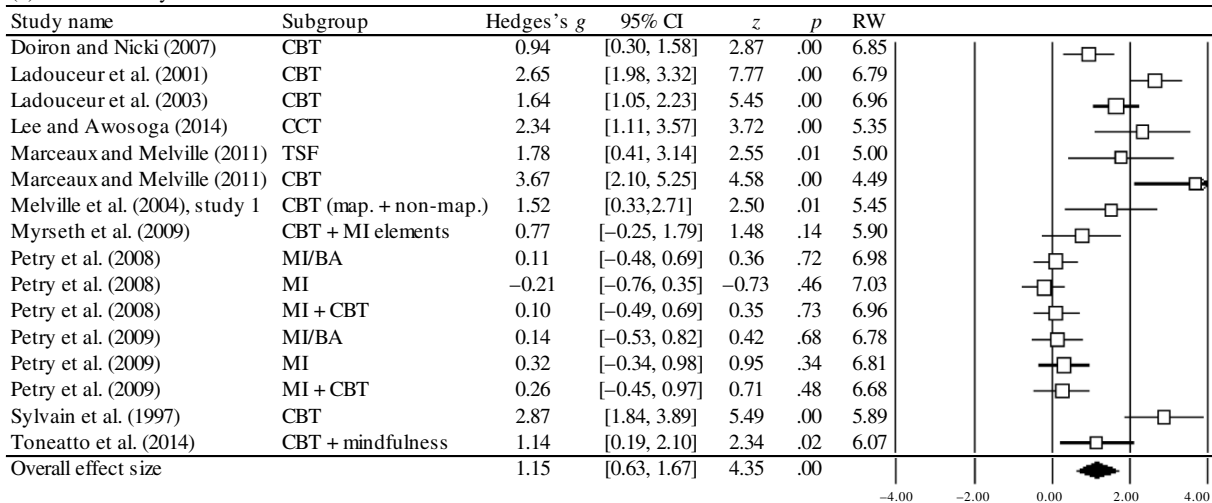 Study name Subgroup Hedges's g 95% CI z p RW
Doiron and Nicki (2007) CBT 0.94 [0.30, 1.58] 2.87 .00 6.85
Ladouceur et al. (2001) CBT 2.65 [1.98, 3.32] 7.77 .00 6.79
Ladouceur et al. (2003) CBT 1.64 [1.05, 2.23] 5.45 .00 6.96
Lee and Awosoga (2014) CCT 2.34 [1.11, 3.57] 3.72 .00 5.35
Marceaux and Melville (2011) TSF 1.78 [0.41, 3.14] 2.55 .01 5.00
Marceaux and Melville (2011) CBT 3.67 [2.10, 5.25] 4.58 .00 4.49
Melville et al. (2004), study 1 CBT (map. + non-map.) 1.52 [0.33,2.71] 2.50 .01 5.45
Myrseth et al. (2009) CBT + MI elements 0.77 [−0.25, 1.79] 1.48 .14 5.90
Petry et al. (2008) MI/BA 0.11 [−0.48, 0.69] 0.36 .72 6.98
Petry et al. (2008) MI −0.21 [−0.76, 0.35] −0.73 .46 7.03
Petry et al. (2008) MI + CBT 0.10 [−0.49, 0.69] 0.35 .73 6.96
Petry et al. (2009) MI/BA 0.14 [−0.53, 0.82] 0.42 .68 6.78
Petry et al. (2009) MI 0.32 [−0.34, 0.98] 0.95 .34 6.81
Petry et al. (2009) MI + CBT 0.26 [−0.45, 0.97] 0.71 .48 6.68
Sylvain et al. (1997) CBT 2.87 [1.84, 3.89] 5.49 .00 5.89
Toneatto et al. (2014) CBT + mindfulness 1.14 [0.19, 2.10] 2.34 .02 6.07
Overall effect size 1.15 [0.63, 1.67] 4.35 .00
−4.00 −2.00 0.00 2.00 4.00